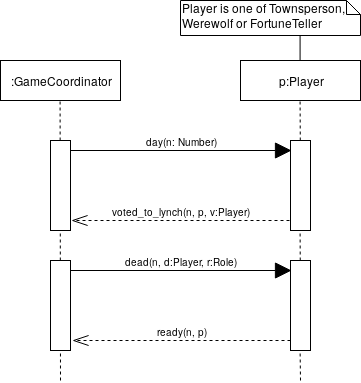 Player is one of Townsperson,
Werewolf or FortuneTeller
:GameCoordinator
p:Player
day(n: Number)
voted_to_lynch(n, p, v:Player)
dead(n, d:Player, r:Role)
ready(n, p)